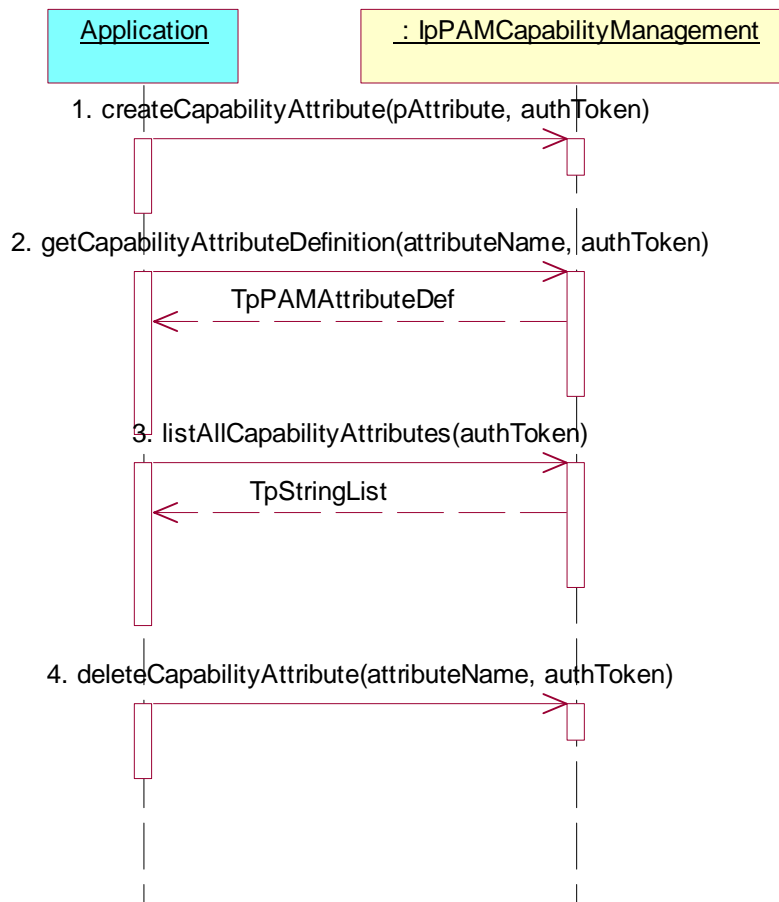 Application
: IpPAMCapabilityManagement
1. createCapabilityAttribute(pAttribute, authToken)
2. getCapabilityAttributeDefinition(attributeName, authToken)
TpPAMAttributeDef
3. listAllCapabilityAttributes(authToken)
TpStringList
4. deleteCapabilityAttribute(attributeName, authToken)